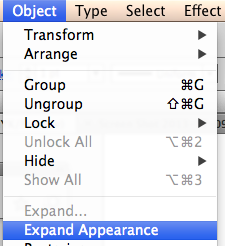 Object Type Select Effect
Transform
Arrange
Group ⌘G
Ungroup ⇧⌘G
Lock
Unlock All ⌥⌘2
Hide
Show All ⌥⌘3
Expand...
Expand Appearance